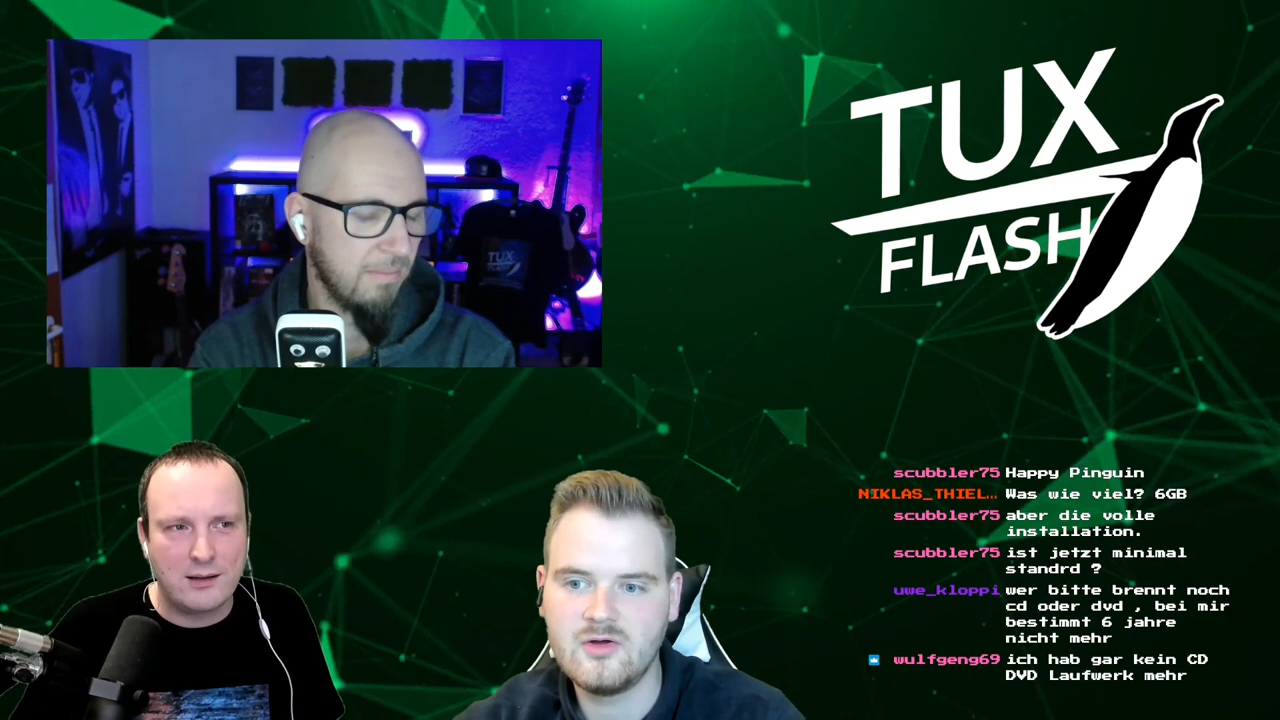 TUX
FLASH
TUX
scubbler75 Happy Pinguin
NIKLAS_THIEL... Was wie viel? 6GB
scubbler75 aber die volle
installation.
scubbler75 ist jetzt minimal
standrd ?
uwe_kloppi wer bitte brennt noch
cd oder dvd , bei mir
bestimmt 6 jahre
nicht mehr
wulfgeng69 ich hab gar kein CD
DVD Laufwerk mehr